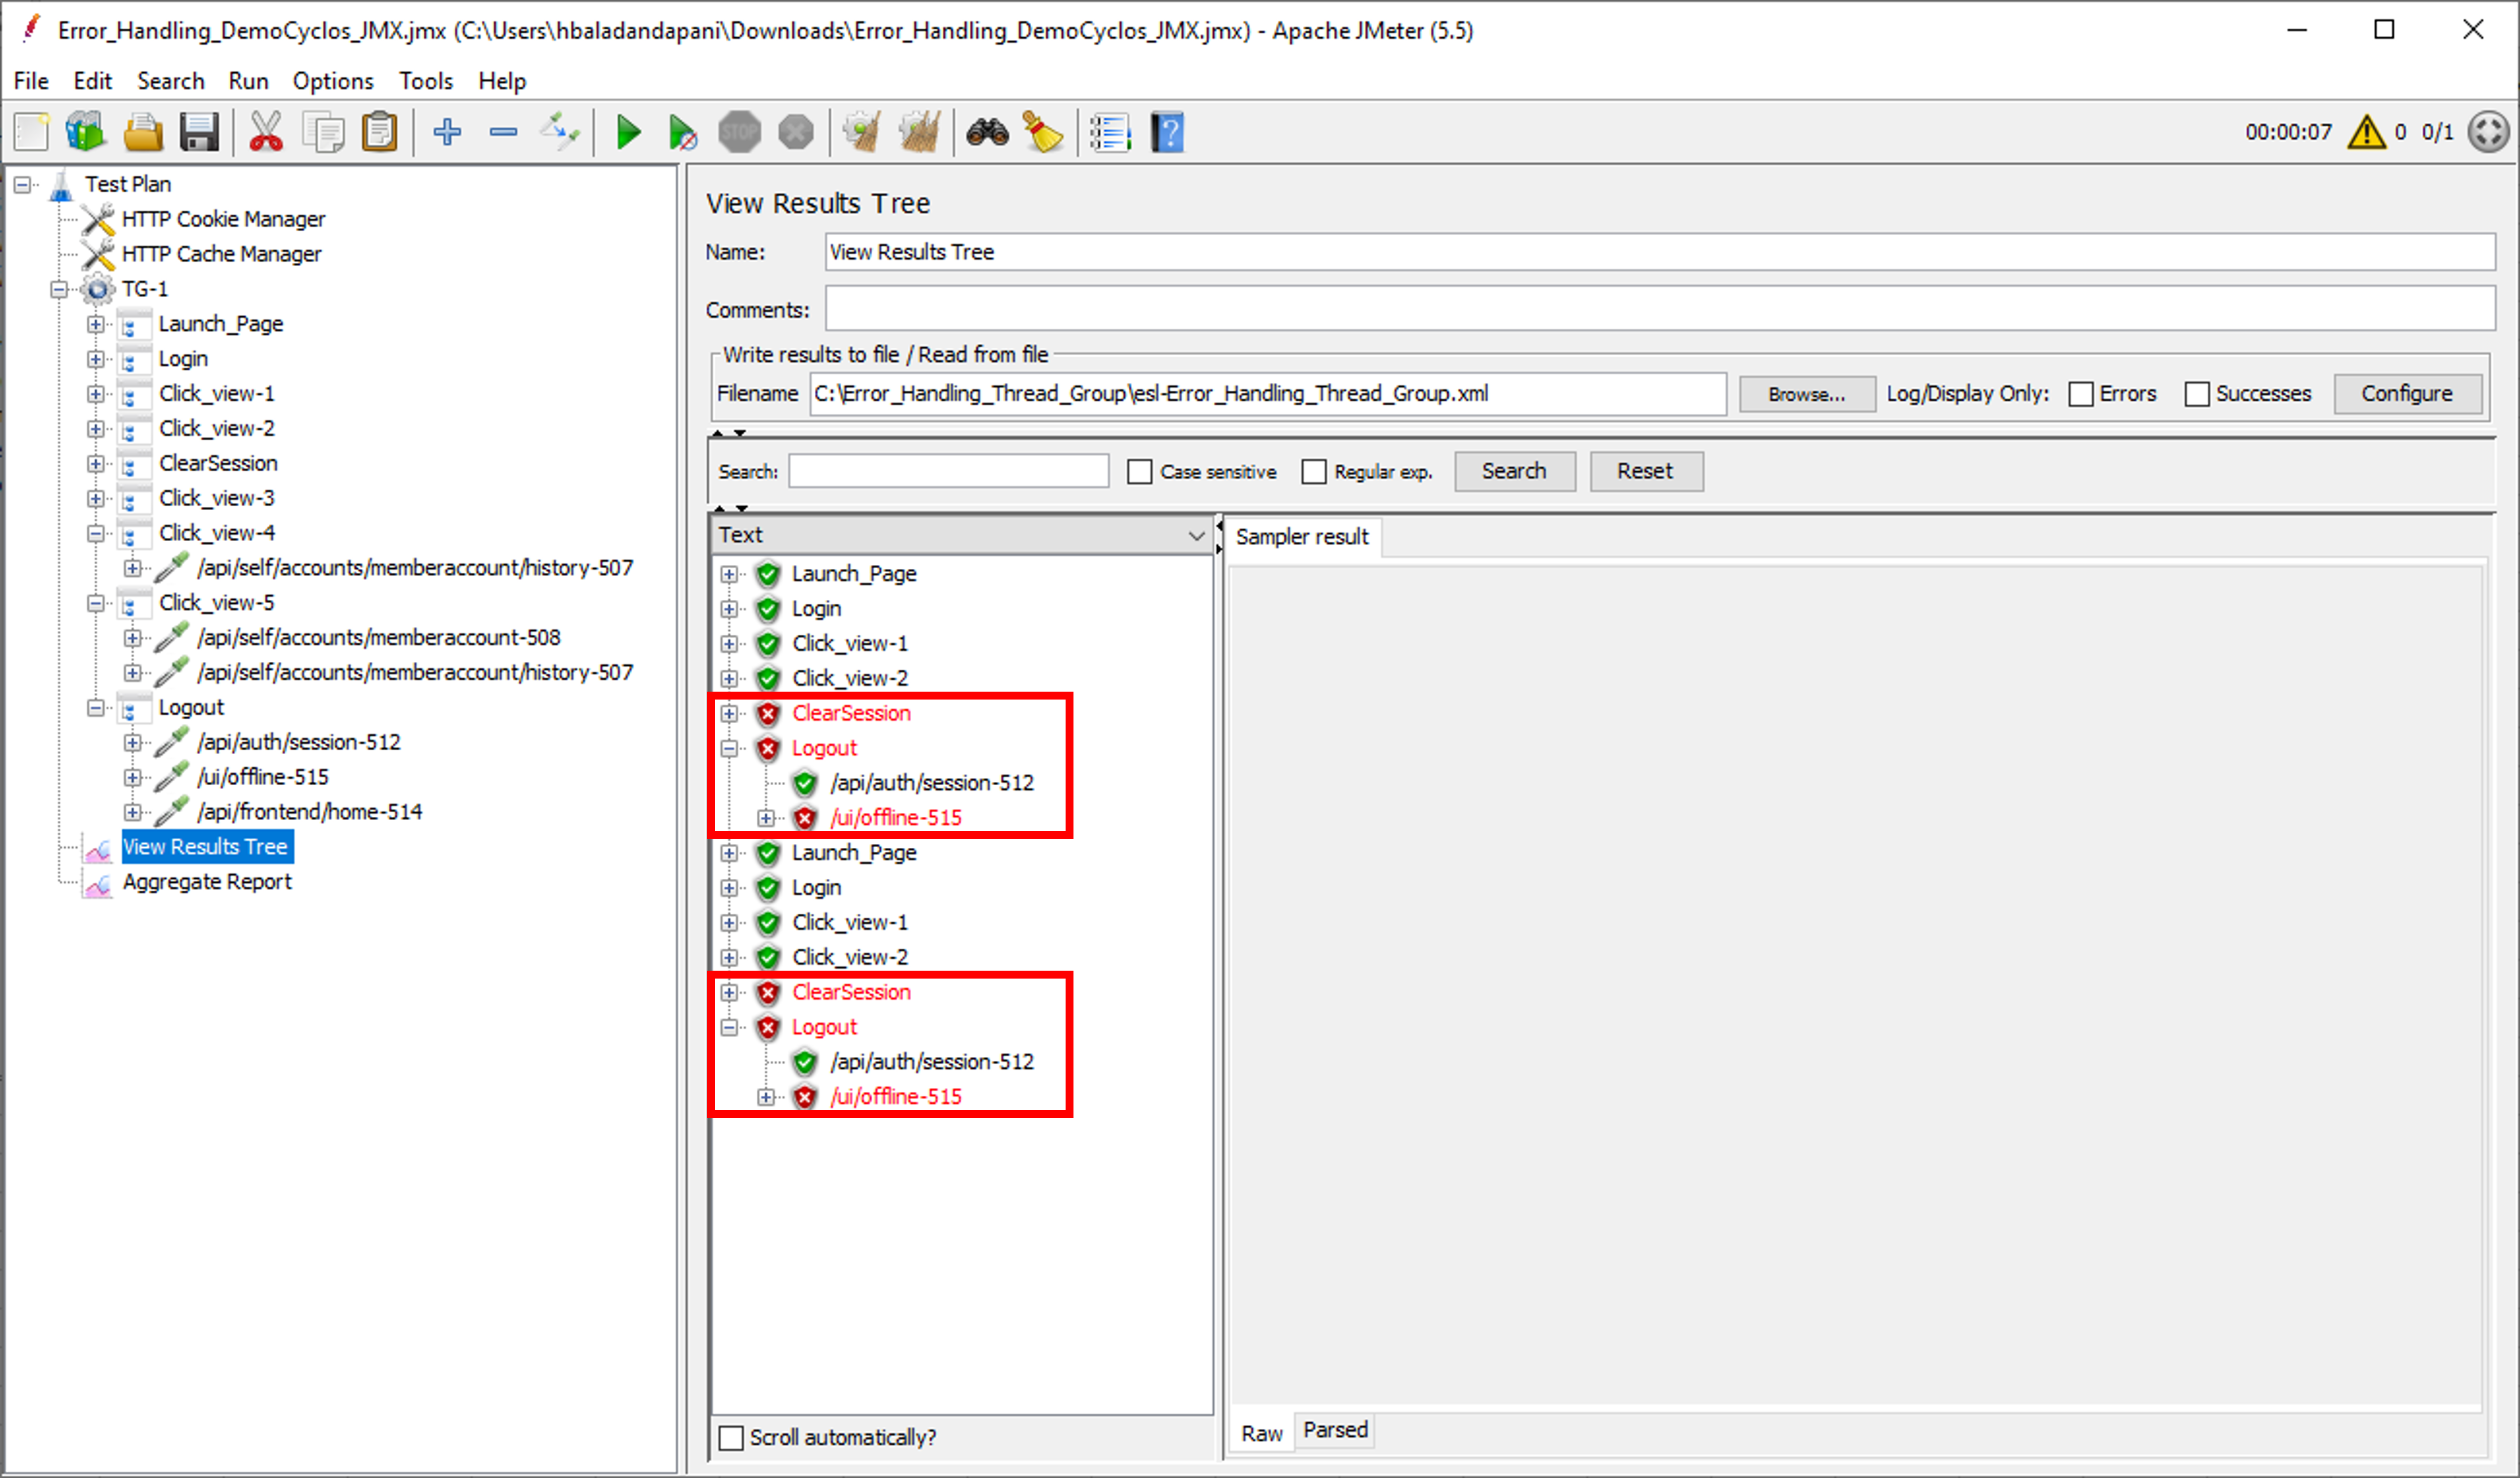 Error_Handling_DemoCyclos_JMX.jmx (C:\Users\hbaladandapani\Downloads\Error_Handling_DemoCyclos_JMX.jmx) - Apache JMeter (5.5)
File Edit Search Run Options Tools Help
STOP ? 00:00:07 0 0/1
Test Plan
HTTP Cookie Manager
HTTP Cache Manager
TG-1
Launch_Page
Login
Click_view-1
Click_view-2
ClearSession
Click_view-3
Click_view-4
/api/self/accounts/memberaccount/history-507
Click_view-5
/api/self/accounts/memberaccount-508
/api/self/accounts/memberaccount/history-507
Logout
/api/auth/session-512
/ui/offline-515
/api/frontend/home-514
View Results Tree
Aggregate Report
View Results Tree
Name: View Results Tree
Comments:
Write results to file / Read from file
Filename C:\Error_Handling_Thread_Group\esl-Error_Handling_Thread_Group.xml Browse... Log/Display Only: Errors Successes Configure
Search: Case sensitive Regular exp. Search Reset
Text
Launch_Page
Login
Click_view-1
Click_view-2
ClearSession
Logout
/api/auth/session-512
/ui/offline-515
Launch_Page
Login
Click_view-1
Click_view-2
ClearSession
Logout
/api/auth/session-512
/ui/offline-515
Scroll automatically?
Sampler result
Raw Parsed